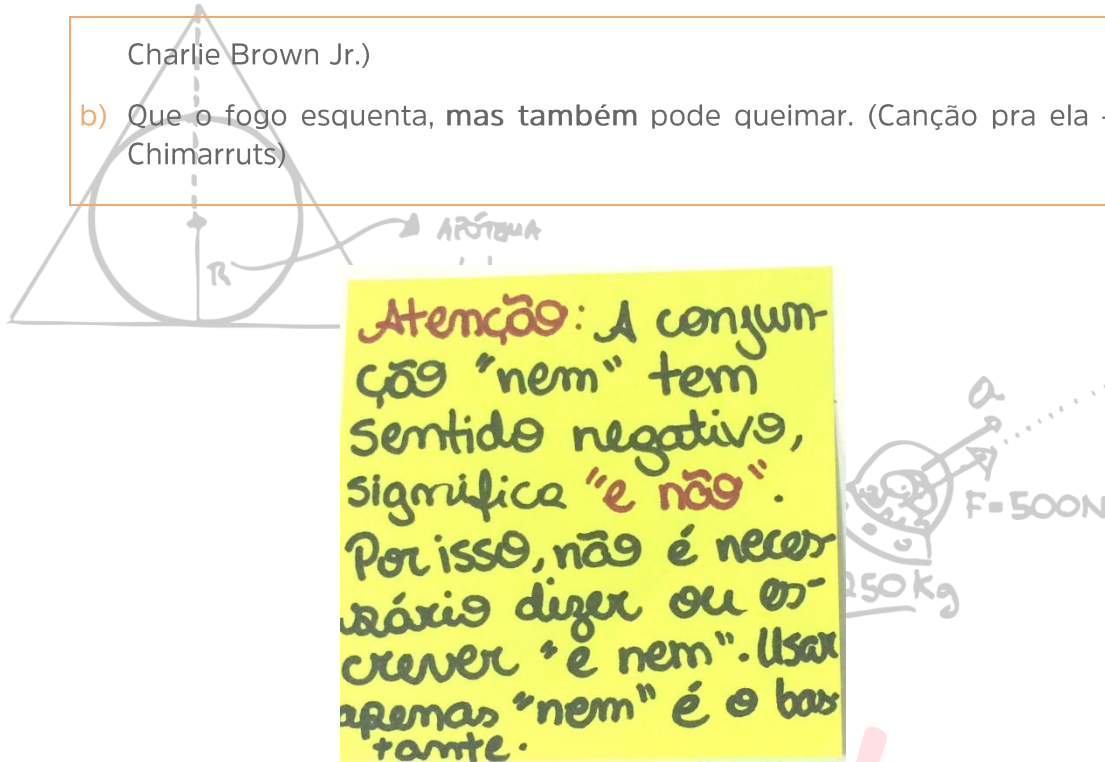 Charlie Brown Jr.)
b) Que o fogo esquenta, mas também pode queimar. (Canção pra ela -
Chimarruts)
APÓTEMA
R
Atenção: A conjun-
ção "nem" tem
sentido negativo,
significa "e não".
Por isso, não é neces-
sário dizer ou es-
crever "e nem". Usar
apenas "nem" é o bas
tante.
a
F=500N
250kg